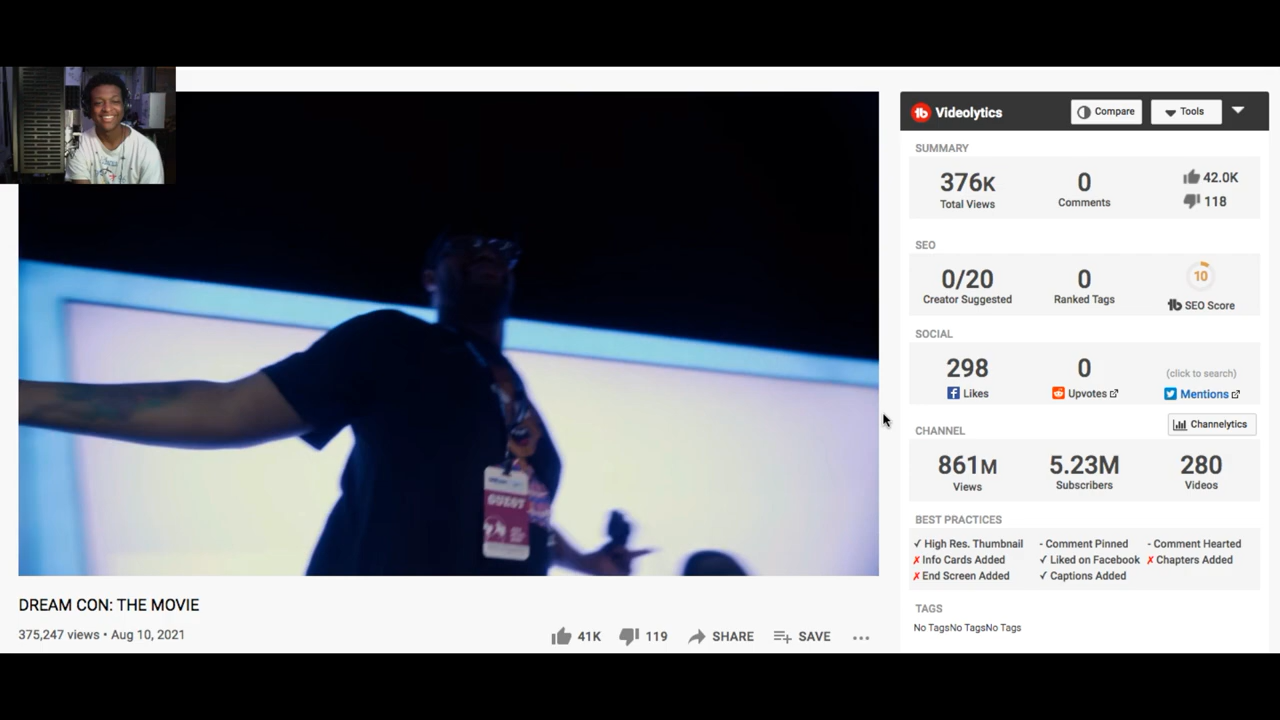 Videolytics
Compare
Tools
SUMMARY
376K
Total Views
0
Comments
42.0K
118
SEO
0/20
Creator Suggested
0
Ranked Tags
10
SEO Score
SOCIAL
298
Likes
0
Upvotes
(click to search)
Mentions
CHANNEL
Channelytics
861M
Views
5.23M
Subscribers
280
Videos
BEST PRACTICES
✓ High Res. Thumbnail - Comment Pinned - Comment Hearted
✗ Info Cards Added ✓ Liked on Facebook ✗ Chapters Added
✗ End Screen Added ✓ Captions Added
TAGS
No TagsNo TagsNo Tags
GUEST
DREAM CON: THE MOVIE
375,247 views • Aug 10, 2021
41K 119 SHARE SAVE ...